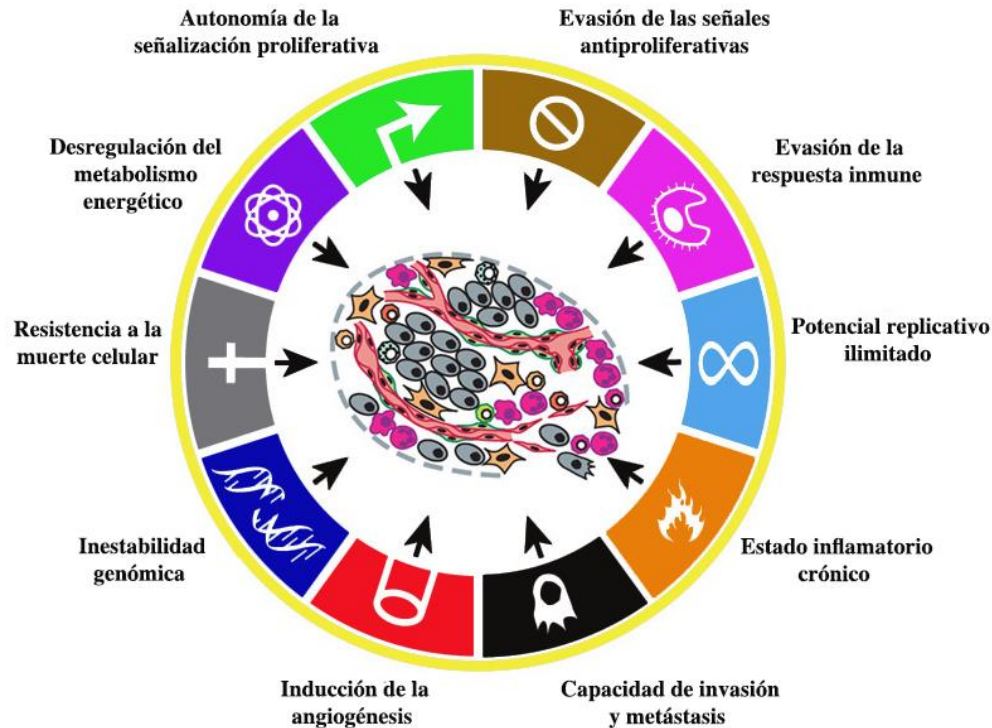 Autonomía de la
señalización proliferativa
Evasión de las señales
antiproliferativas
Desregulación del
metabolismo
energético
Evasión de la
respuesta inmune
Resistencia a la
muerte celular
Potencial replicativo
ilimitado
Inestabilidad
genómica
Estado inflamatorio
crónico
Inducción de la
angiogénesis
Capacidad de invasión
y metástasis